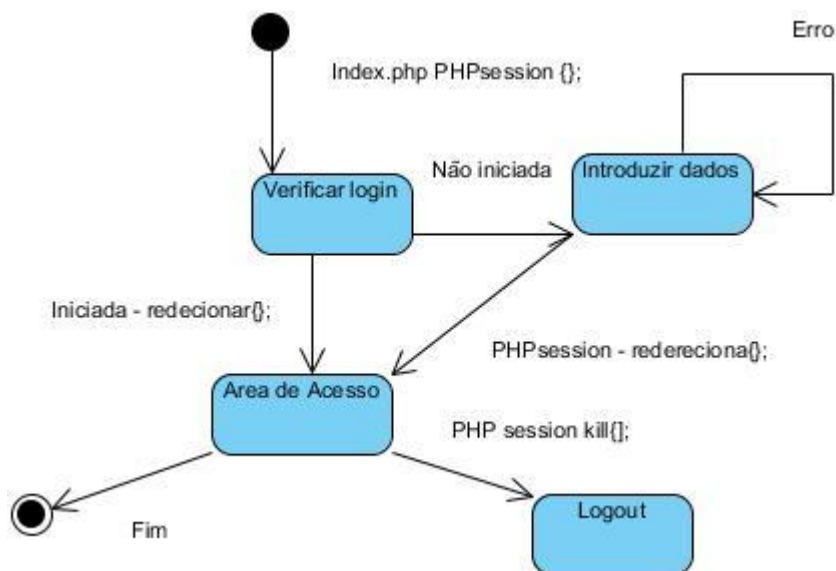 Erro
Index.php PHPsession {};
Não iniciada
Verificar login
Introduzir dados
Iniciada - redecionar{};
PHPsession - redereciona{};
Area de Acesso
PHP session kill{];
Fim
Logout